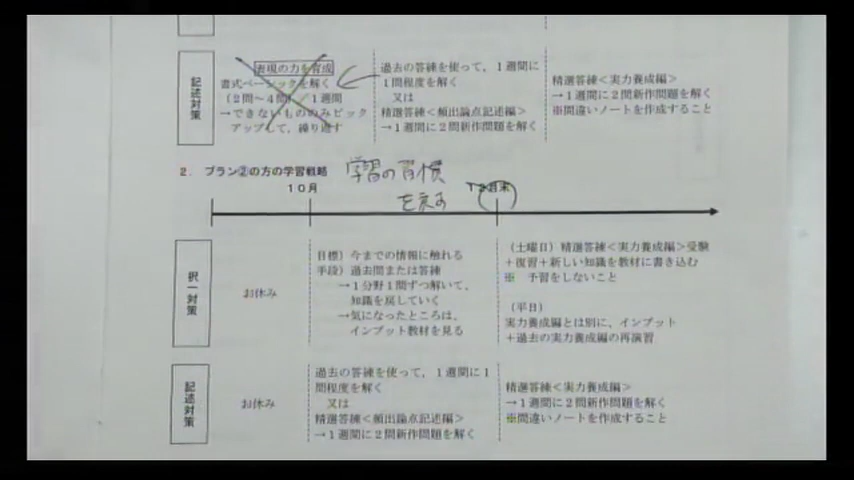 記述対策
表現の力を育成
書式ベーシックを解く
(2問～4問)/1週間
→できないもののみピック
アップして、繰り返す
過去の答練を使って、1週間に
1問程度を解く
又は
精選答練<頻出論点記述編>
→1週間に2問新作問題を解く
精選答練<実力養成編>
→1週間に2問新作問題を解く
※間違いノートを作成すること
2. プラン②の方の学習戦略
学習の習慣
10月
月末
択一対策
お休み
目標)今までの情報に触れる
手段)過去問または答練
→1分野1問ずつ解いて、
知識を戻していく
→気になったところは、
インプット教材を見る
(土曜日)精選答練<実力養成編>受験
+復習+新しい知識を教材に書き込む
※ 予習をしないこと
(平日)
実力養成編とは別に、インプット
+過去の実力養成編の再演習
記述対策
お休み
過去の答練を使って、1週間に1
問程度を解く
又は
精選答練<頻出論点記述編>
→1週間に2問新作問題を解く
精選答練<実力養成編>
→1週間に2問新作問題を解く
※間違いノートを作成すること